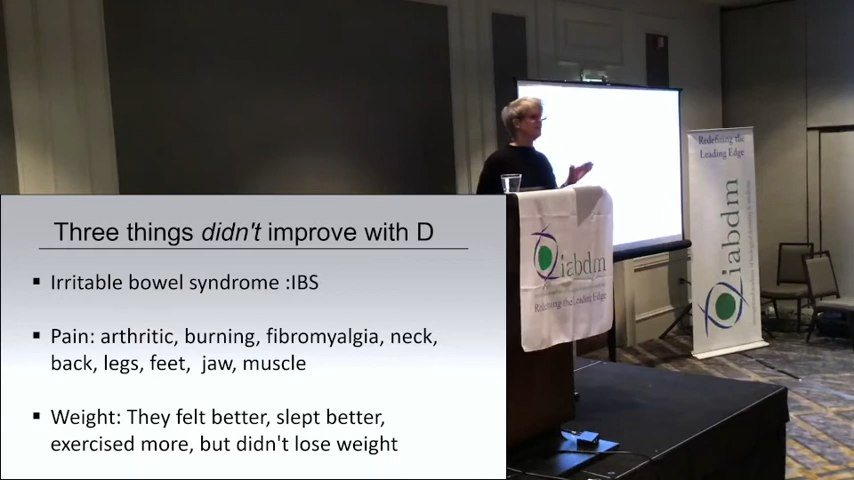 Three things didn't improve with D
▪ Irritable bowel syndrome :IBS
▪ Pain: arthritic, burning, fibromyalgia, neck,
back, legs, feet, jaw, muscle
▪ Weight: They felt better, slept better,
exercised more, but didn't lose weight
iabdm
Redefining the Leading Edge
Redefining the
Leading Edge
iabdm